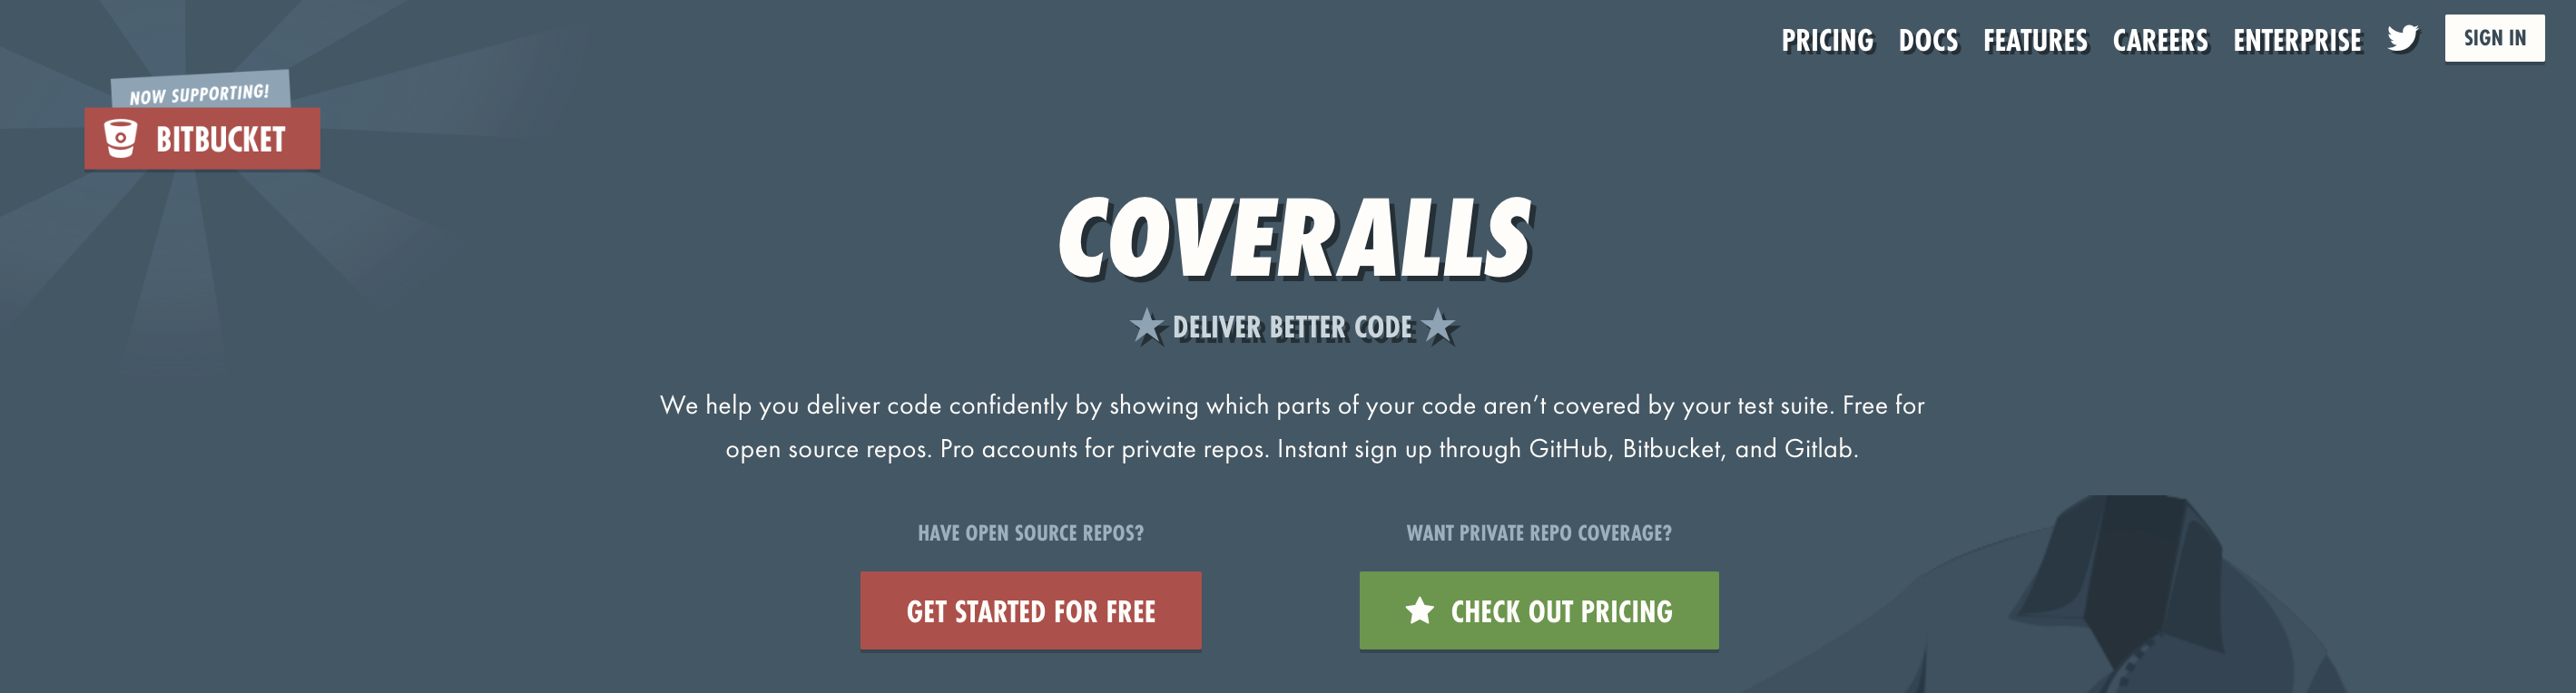 PRICING DOCS FEATURES CAREERS ENTERPRISE SIGN IN
NOW SUPPORTING!
BITBUCKET
COVERALLS
DELIVER BETTER CODE
We help you deliver code confidently by showing which parts of your code aren’t covered by your test suite. Free for
open source repos. Pro accounts for private repos. Instant sign up through GitHub, Bitbucket, and Gitlab.
HAVE OPEN SOURCE REPOS?
GET STARTED FOR FREE
WANT PRIVATE REPO COVERAGE?
CHECK OUT PRICING